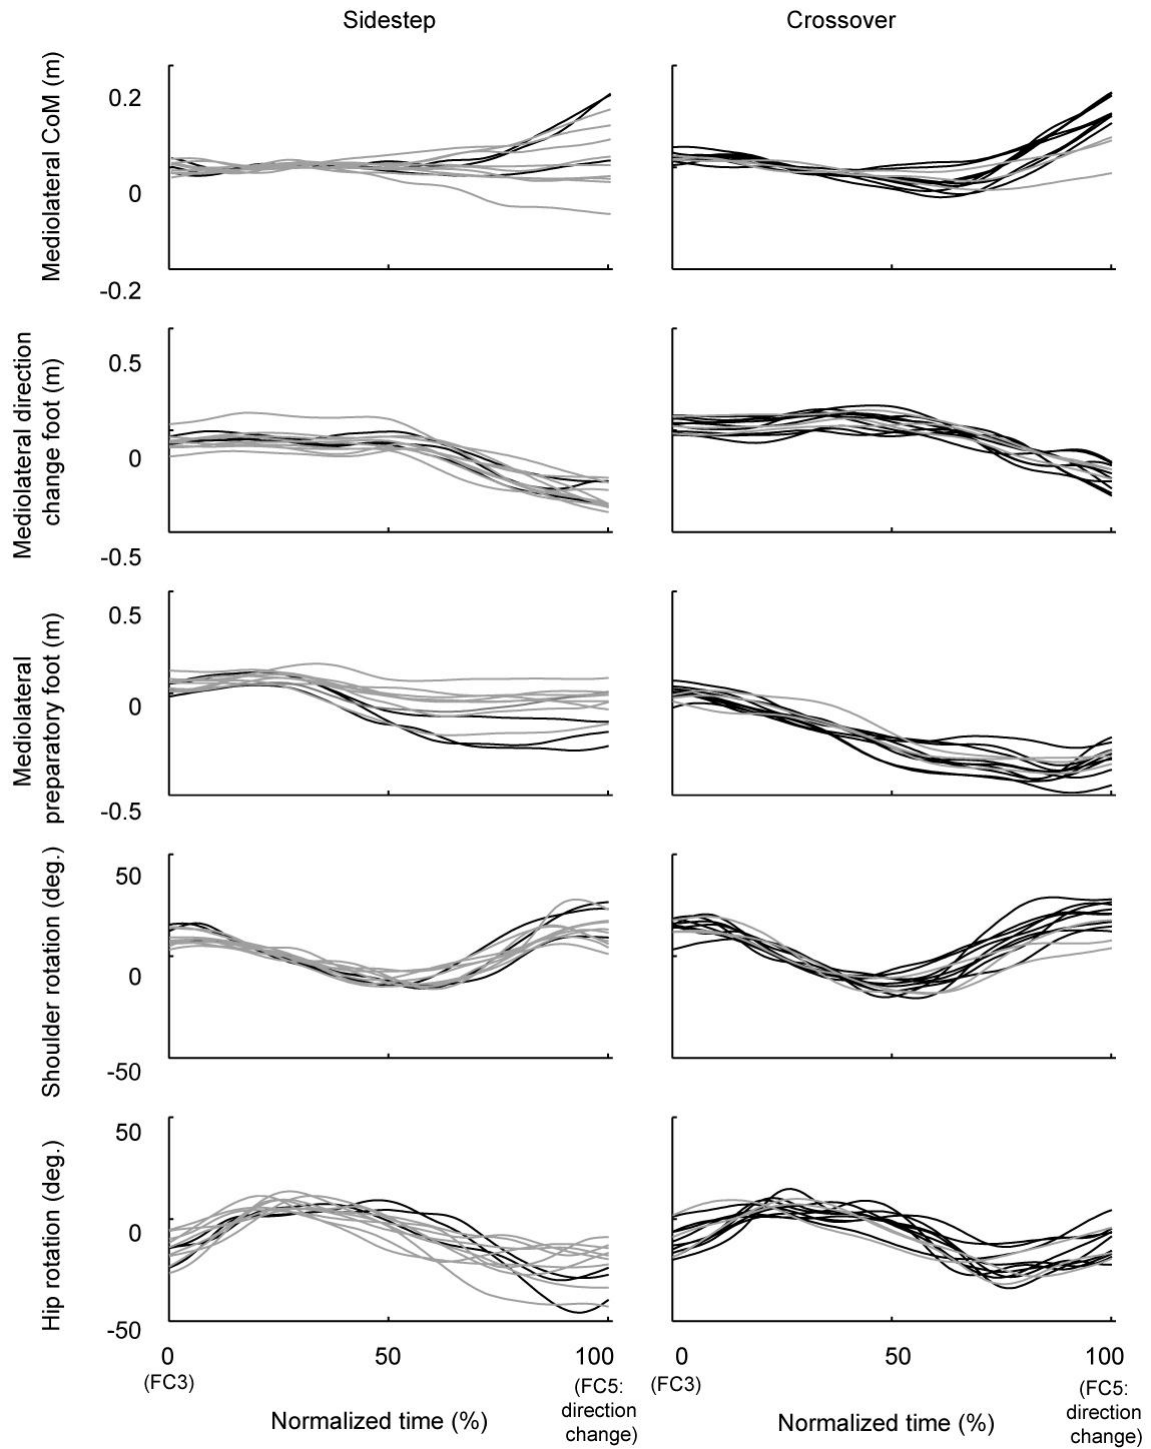 Sidestep
Crossover
Mediolateral CoM (m)
0.2
0
-0.2
Mediolateral direction
change foot (m)
0.5
0
-0.5
Mediolateral
preparatory foot (m)
0.5
0
-0.5
Shoulder rotation (deg.)
50
0
-50
Hip rotation (deg.)
50
0
-50
0
50
100
0
50
100
(FC3)
(FC5:
direction
change)
(FC3)
(FC5:
direction
change)
Normalized time (%)
Normalized time (%)